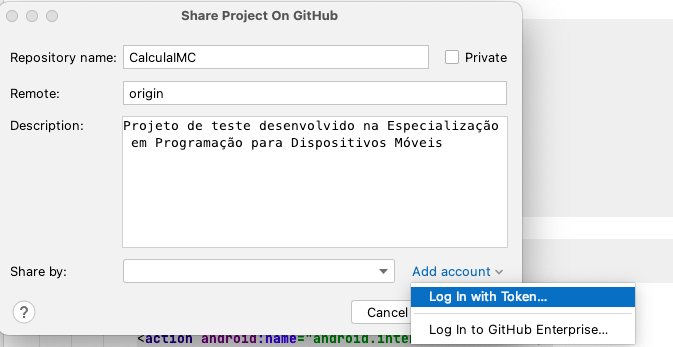 Share Project On GitHub
Repository name: CalculaIMC Private
Remote: origin
Description: Projeto de teste desenvolvido na Especialização
em Programação para Dispositivos Móveis
Share by: Add account
Log In with Token...
? Cancel
Log In to GitHub Enterprise...
<action android:name="android.inte